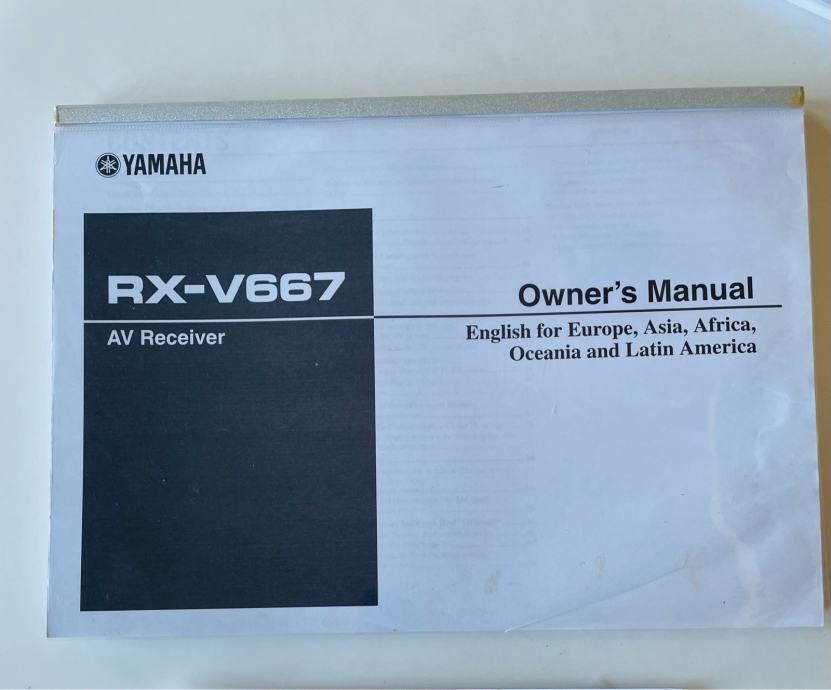 YAMAHA
RX-V667
AV Receiver
Owner's Manual
English for Europe, Asia, Africa,
Oceania and Latin America